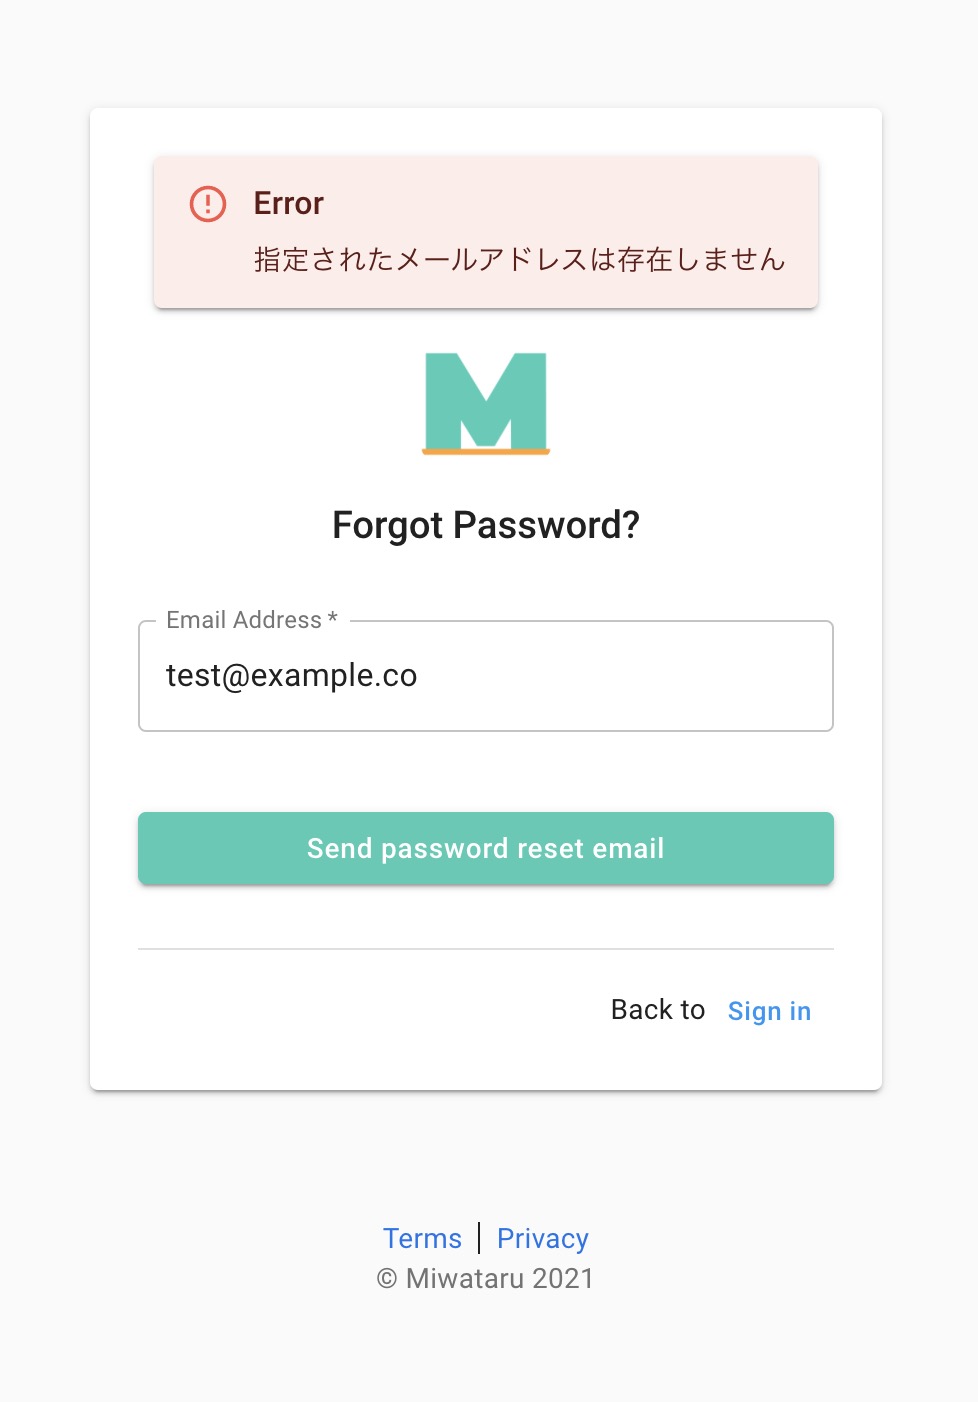 Error
指定されたメールアドレスは存在しません
M
Forgot Password?
Email Address *
test@example.co
Send password reset email
Back to Sign in
Terms | Privacy
© Miwataru 2021